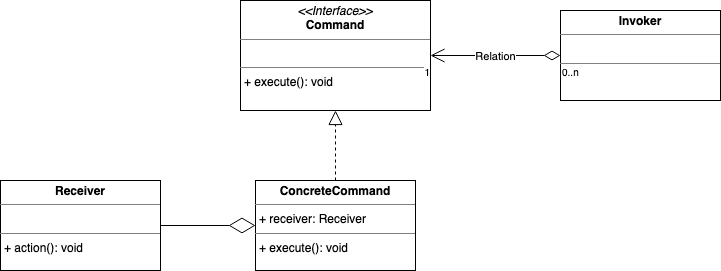 <<Interface>>
Command
+ execute(): void
1
Relation
Invoker
0..n
Receiver
+ action(): void
ConcreteCommand
+ receiver: Receiver
+ execute(): void